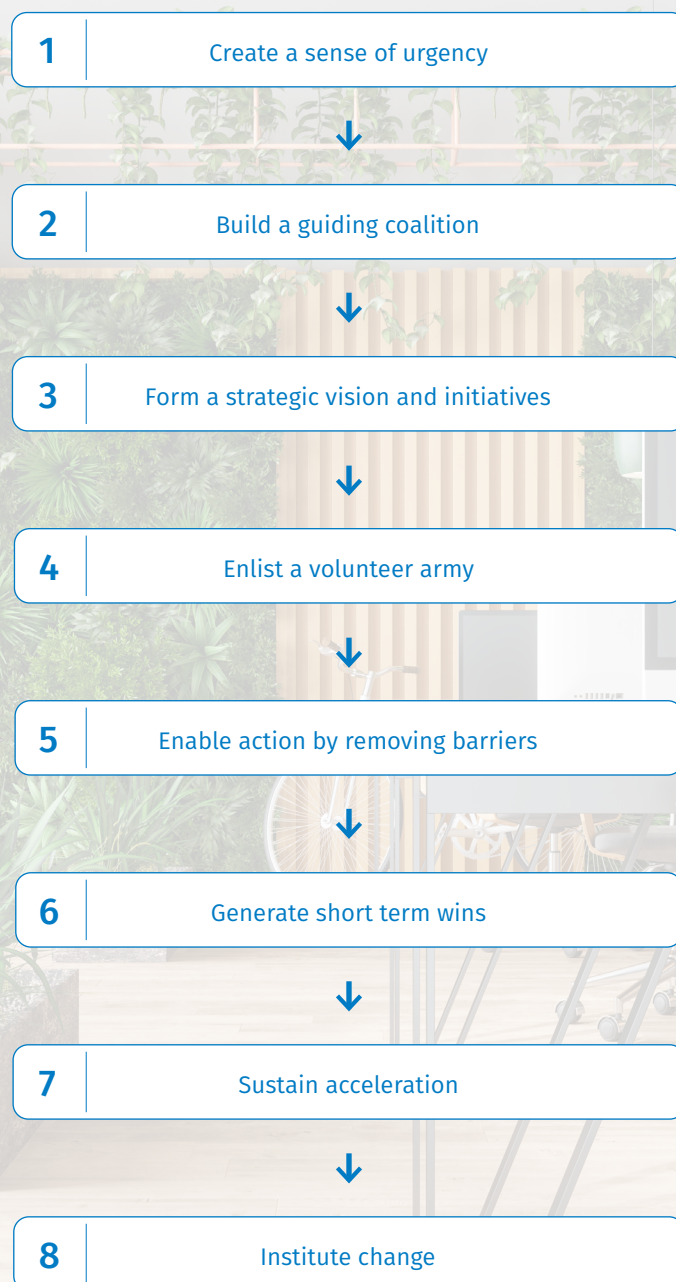 1 Create a sense of urgency
2 Build a guiding coalition
3 Form a strategic vision and initiatives
4 Enlist a volunteer army
5 Enable action by removing barriers
6 Generate short term wins
7 Sustain acceleration
8 Institute change